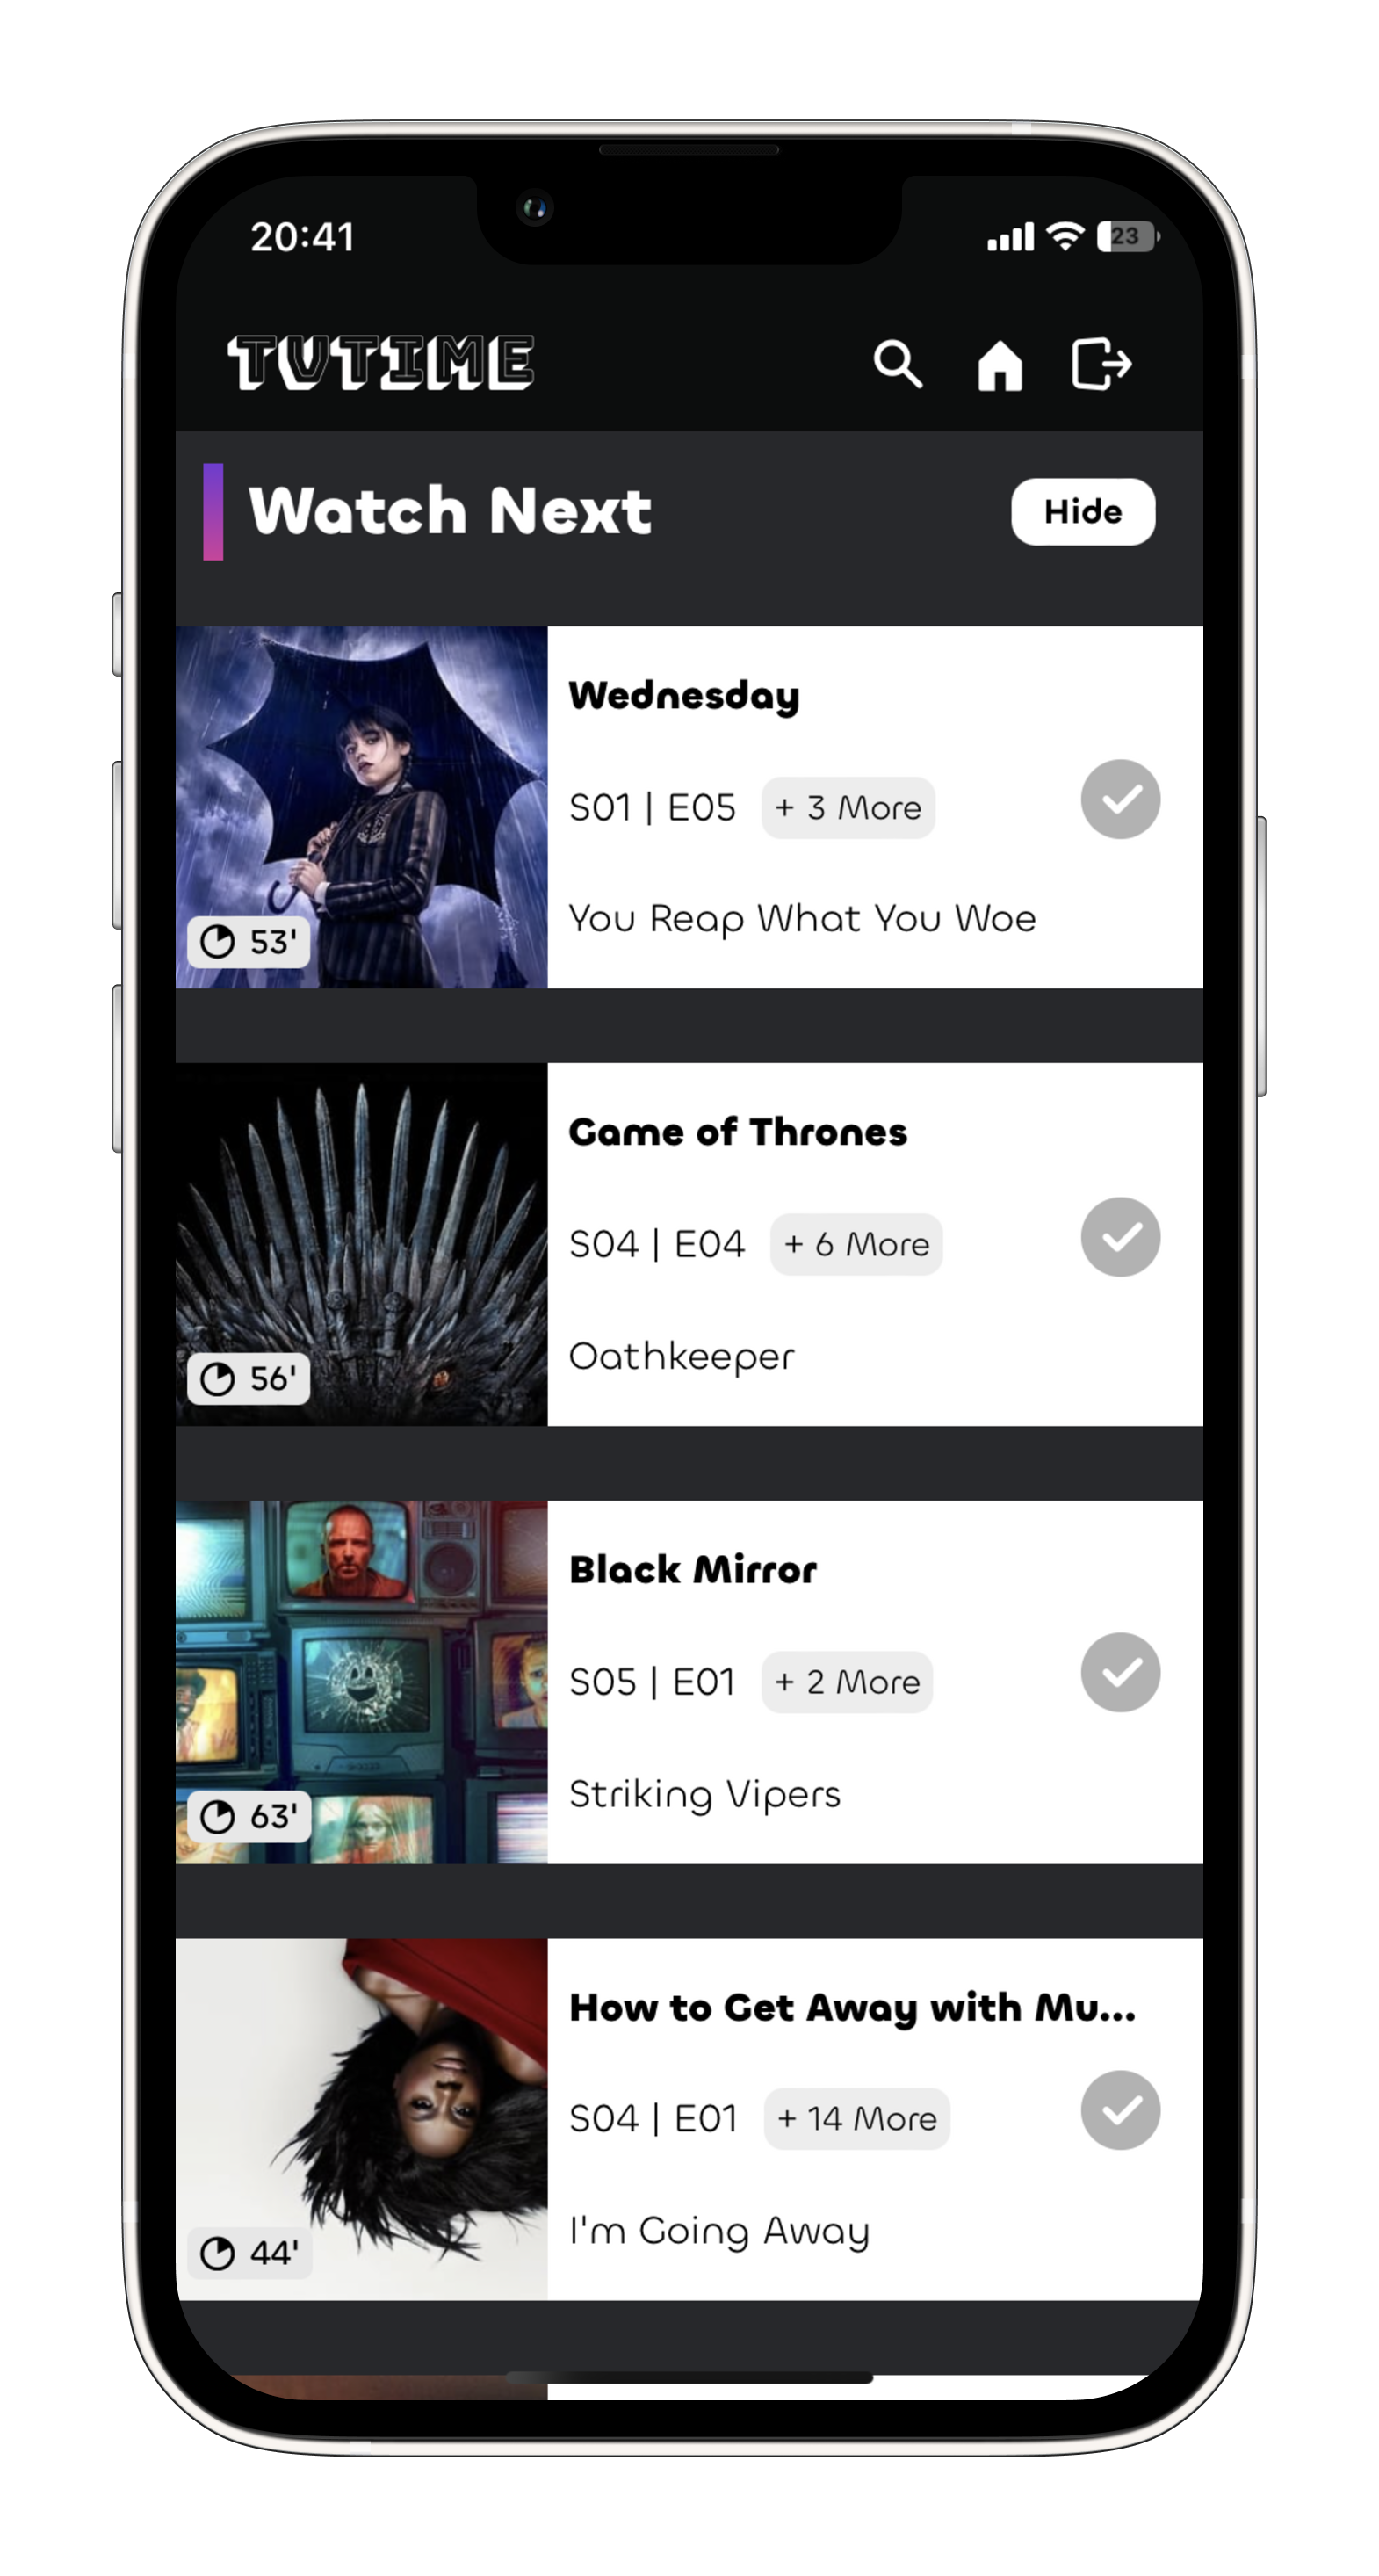 20:41
23
TVTIME
Watch Next
Hide
Wednesday
S01 | E05 + 3 More
You Reap What You Woe
53'
Game of Thrones
S04 | E04 + 6 More
Oathkeeper
56'
Black Mirror
S05 | E01 + 2 More
Striking Vipers
63'
How to Get Away with Mu...
S04 | E01 + 14 More
I'm Going Away
44'